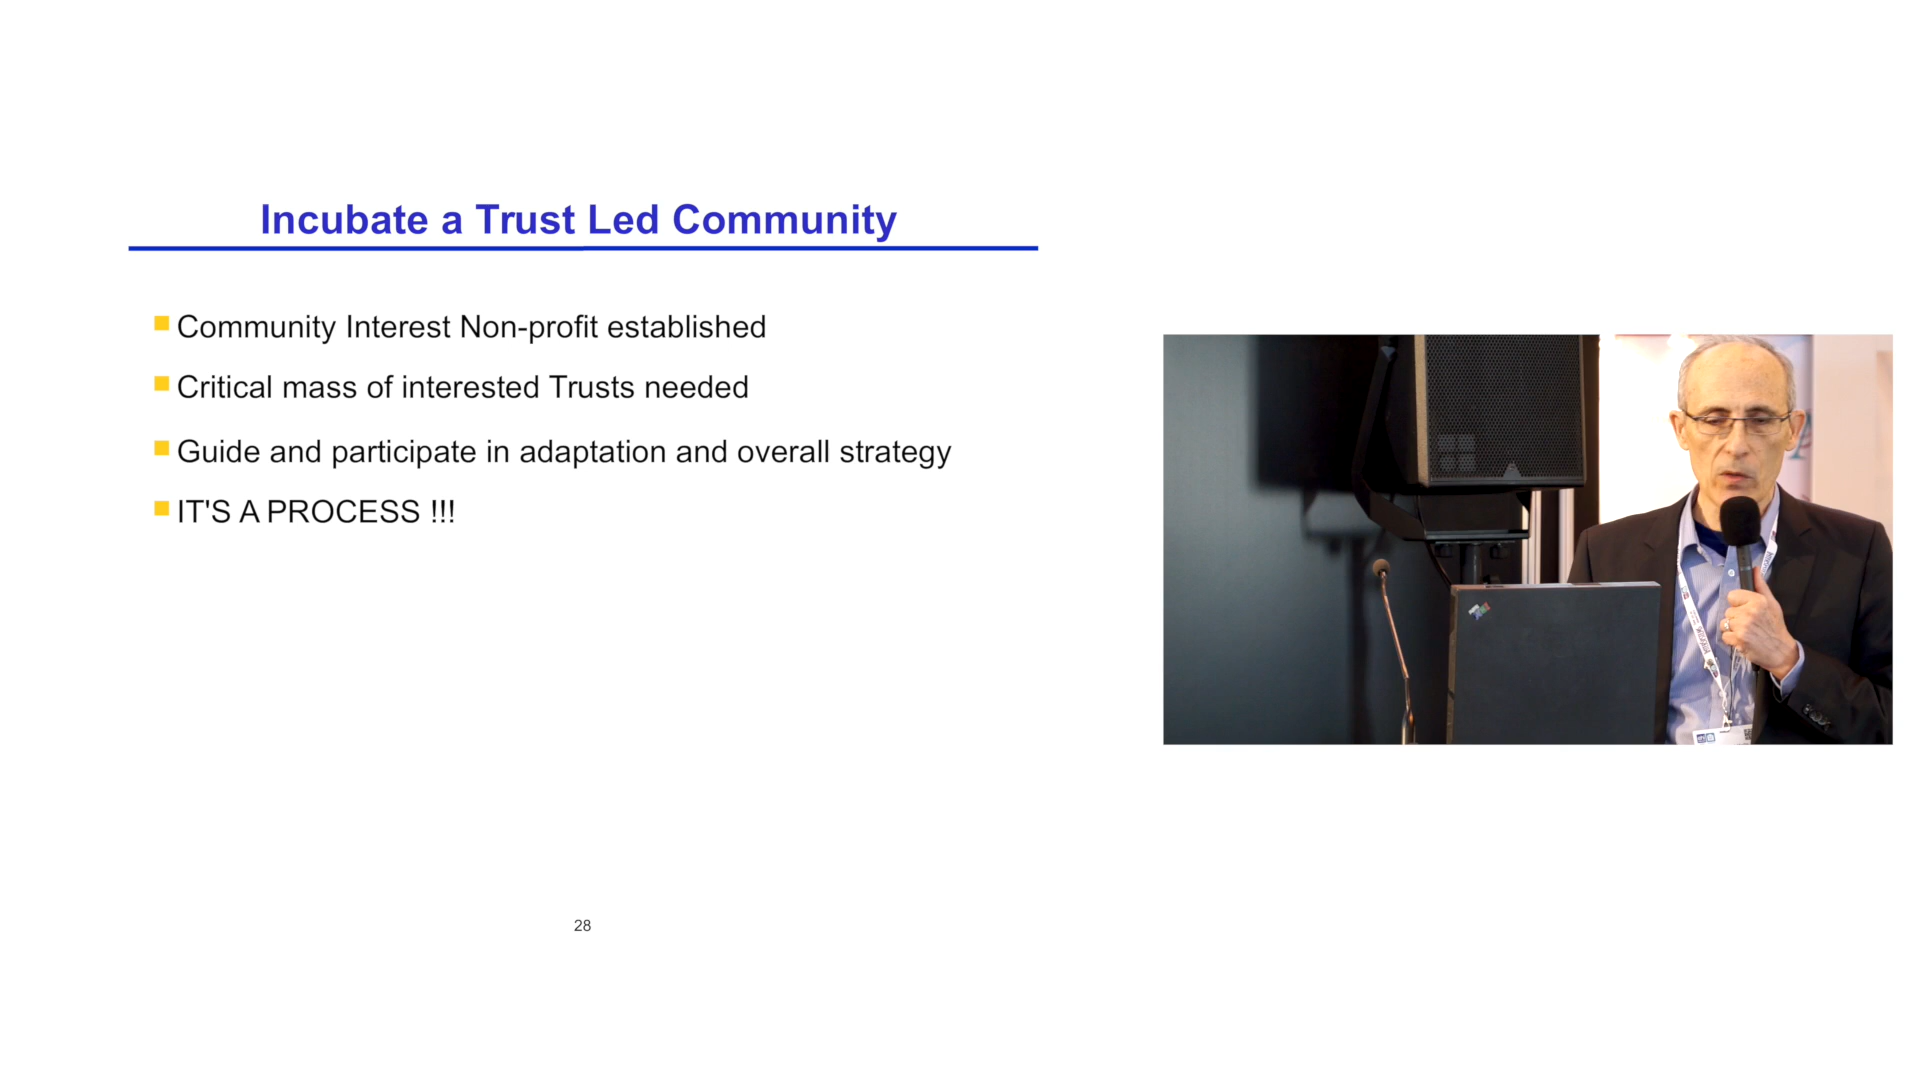 Incubate a Trust Led Community
Community Interest Non-profit established
Critical mass of interested Trusts needed
Guide and participate in adaptation and overall strategy
IT'S A PROCESS !!!
28